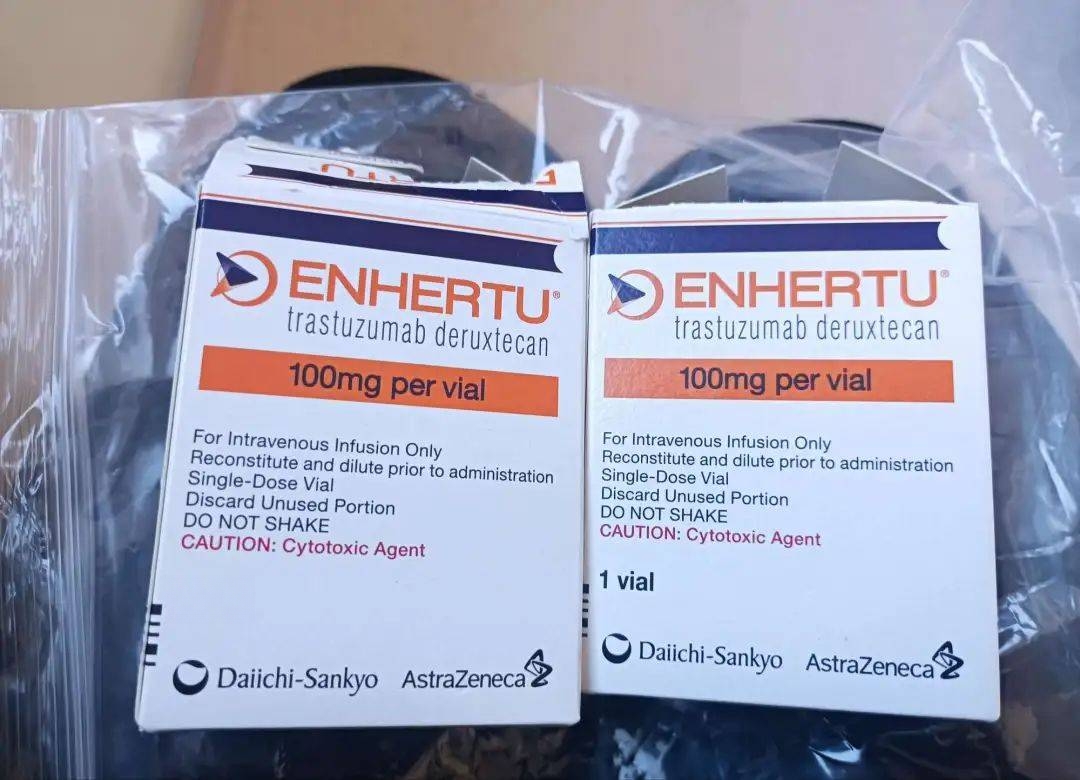 ENHERTU®
trastuzumab deruxtecan
100mg per vial
For Intravenous Infusion Only
Reconstitute and dilute prior to administration
Single-Dose Vial
Discard Unused Portion
DO NOT SHAKE
CAUTION: Cytotoxic Agent
Daiichi-Sankyo
AstraZeneca
ENHERTU®
trastuzumab deruxtecan
100mg per vial
For Intravenous Infusion Only
Reconstitute and dilute prior to administration
Single-Dose Vial
Discard Unused Portion
DO NOT SHAKE
CAUTION: Cytotoxic Agent
1 vial
Daiichi-Sankyo
AstraZeneca